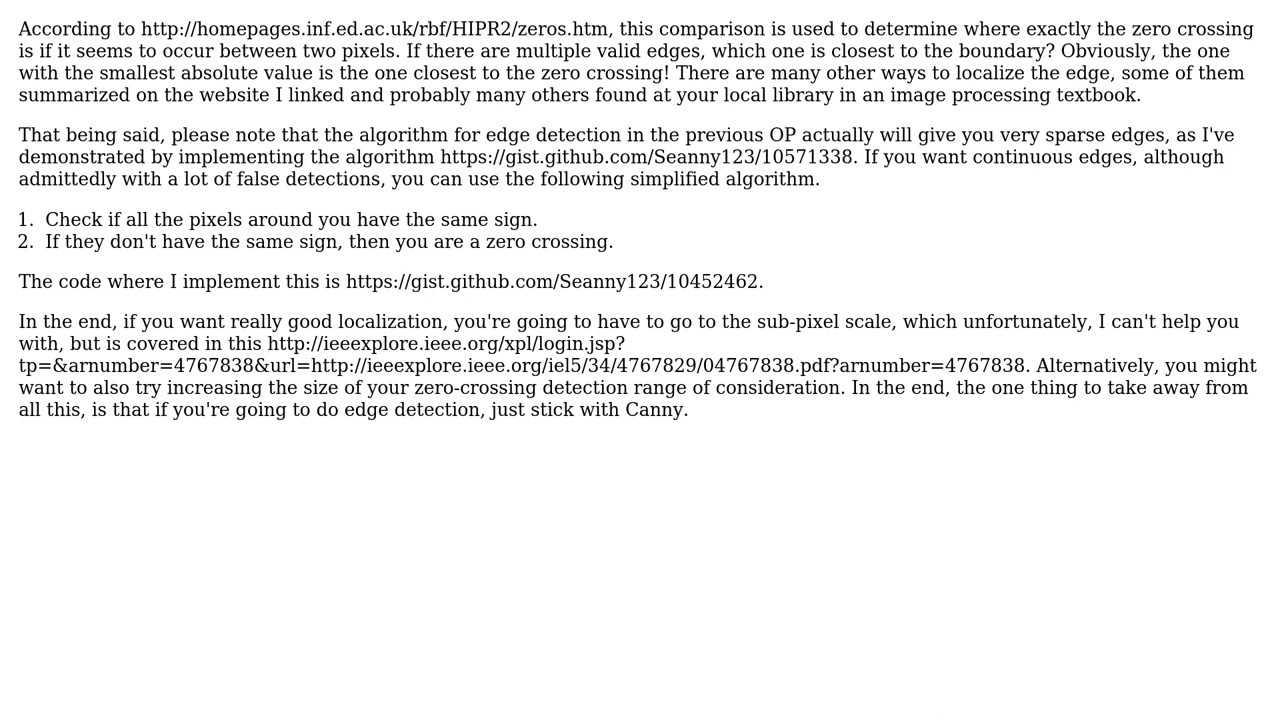 According to http://homepages.inf.ed.ac.uk/rbf/HIPR2/zeros.htm, this comparison is used to determine where exactly the zero crossing
is if it seems to occur between two pixels. If there are multiple valid edges, which one is closest to the boundary? Obviously, the one
with the smallest absolute value is the one closest to the zero crossing! There are many other ways to localize the edge, some of them
summarized on the website I linked and probably many others found at your local library in an image processing textbook.
That being said, please note that the algorithm for edge detection in the previous OP actually will give you very sparse edges, as I've
demonstrated by implementing the algorithm https://gist.github.com/Seanny123/10571338. If you want continuous edges, although
admittedly with a lot of false detections, you can use the following simplified algorithm.
1. Check if all the pixels around you have the same sign.
2. If they don't have the same sign, then you are a zero crossing.
The code where I implement this is https://gist.github.com/Seanny123/10452462.
In the end, if you want really good localization, you're going to have to go to the sub-pixel scale, which unfortunately, I can't help you
with, but is covered in this http://ieeexplore.ieee.org/xpl/login.jsp?
tp=&arnumber=4767838&url=http://ieeexplore.ieee.org/iel5/34/4767829/04767838.pdf?arnumber=4767838. Alternatively, you might
want to also try increasing the size of your zero-crossing detection range of consideration. In the end, the one thing to take away from
all this, is that if you're going to do edge detection, just stick with Canny.